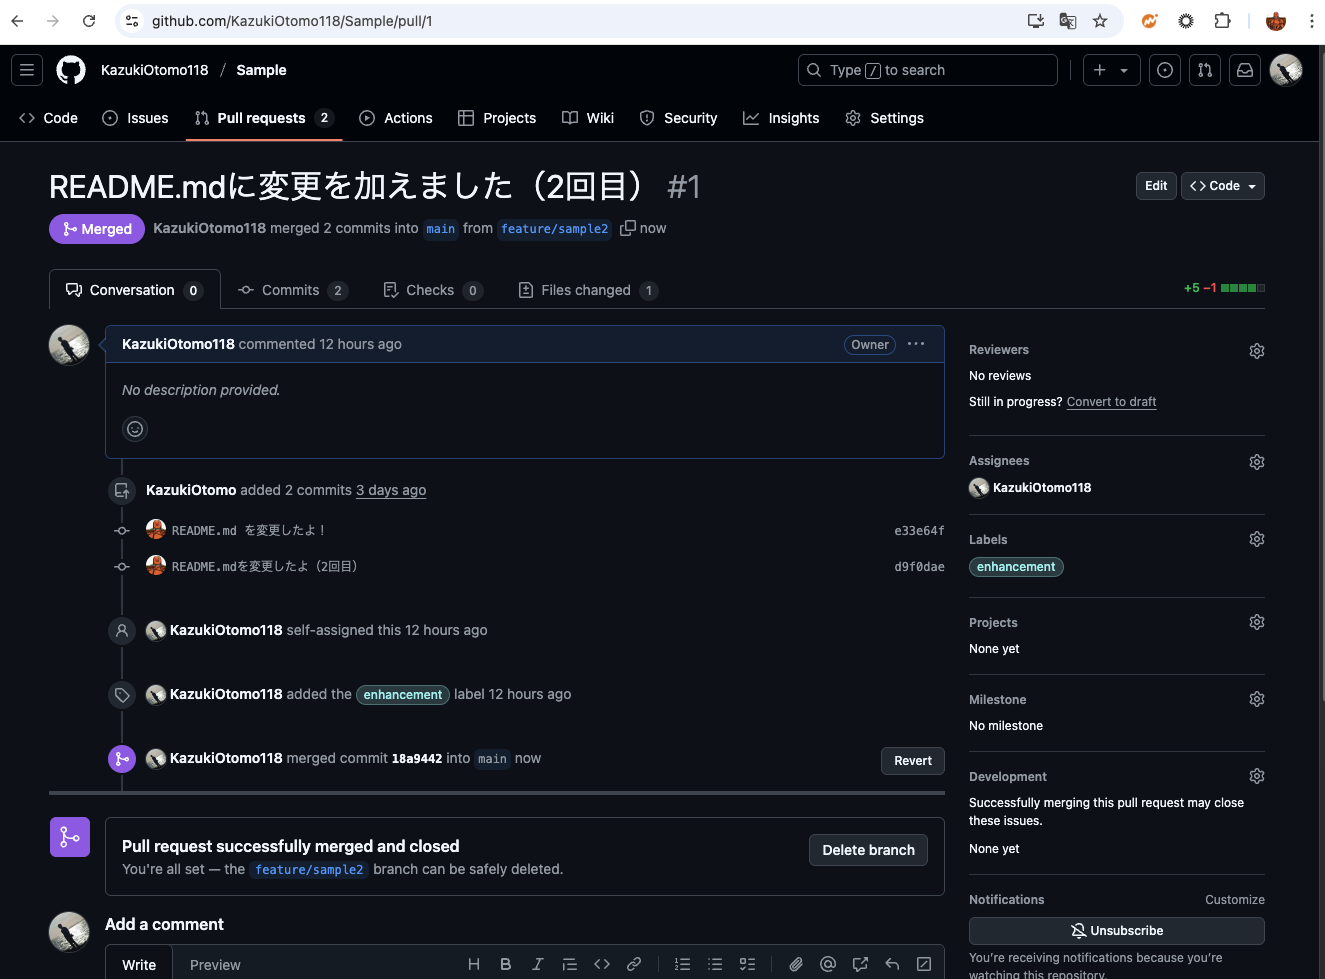 github.com/KazukiOtomo118/Sample/pull/1
KazukiOtomo118 / Sample
Type / to search
Code Issues Pull requests 2 Actions Projects Wiki Security Insights Settings
README.mdに変更を加えました（2回目） #1
Edit <> Code
Merged KazukiOtomo118 merged 2 commits into main from feature/sample2 now
Conversation 0 Commits 2 Checks 0 Files changed 1
+5 −1
KazukiOtomo118 commented 12 hours ago Owner ...
No description provided.
KazukiOtomo added 2 commits 3 days ago
README.md を変更したよ！ e33e64f
README.mdを変更したよ（2回目） d9f0dae
KazukiOtomo118 self-assigned this 12 hours ago
KazukiOtomo118 added the enhancement label 12 hours ago
KazukiOtomo118 merged commit 18a9442 into main now Revert
Pull request successfully merged and closed
You're all set — the feature/sample2 branch can be safely deleted.
Delete branch
Add a comment
Write Preview H B I
Reviewers
No reviews
Still in progress? Convert to draft
Assignees
KazukiOtomo118
Labels
enhancement
Projects
None yet
Milestone
No milestone
Development
Successfully merging this pull request may close
these issues.
None yet
Notifications Customize
Unsubscribe
You're receiving notifications because you're
watching this repository.